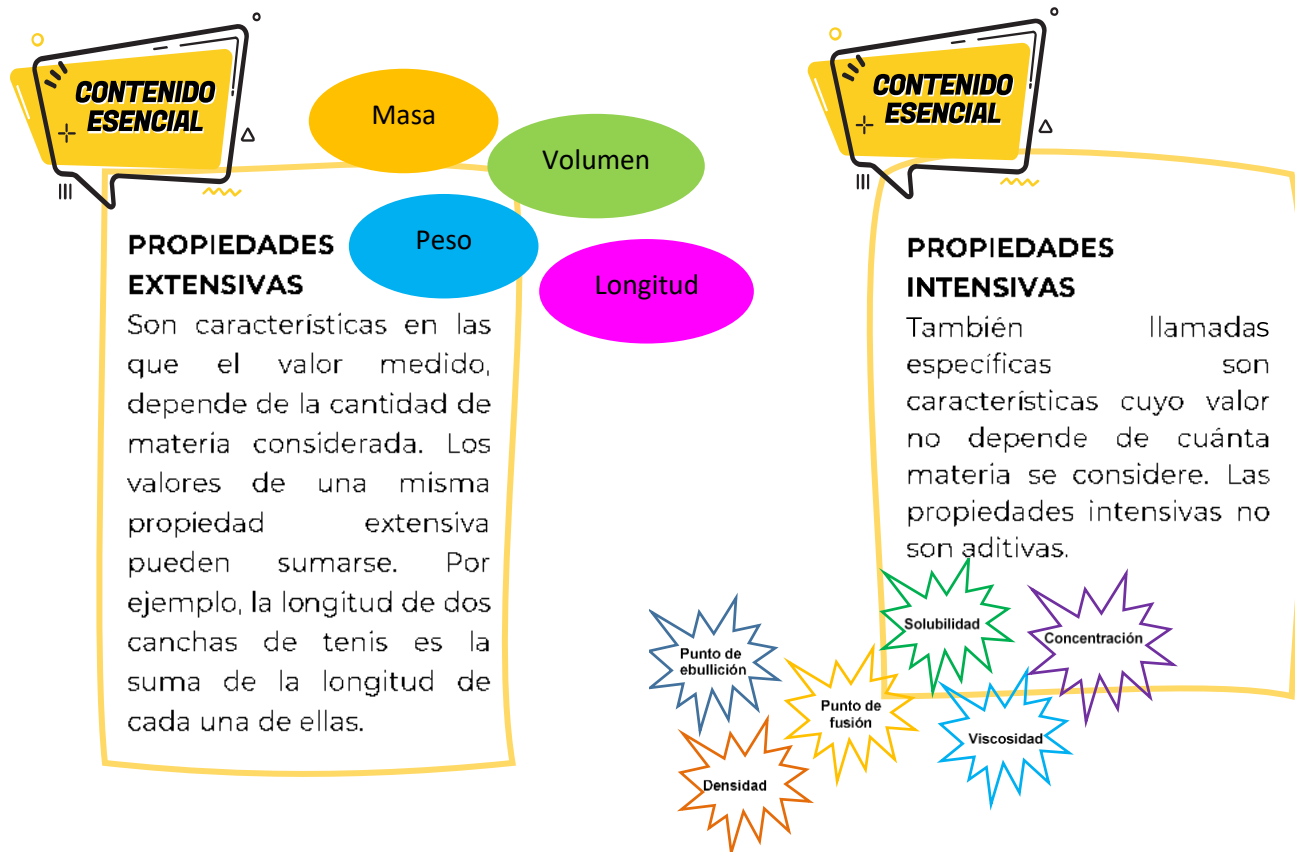 CONTENIDO
ESENCIAL
Masa
Volumen
Peso
Longitud
PROPIEDADES
EXTENSIVAS
Son características en las
que el valor medido,
depende de la cantidad de
materia considerada. Los
valores de una misma
propiedad extensiva
pueden sumarse. Por
ejemplo, la longitud de dos
canchas de tenis es la
suma de la longitud de
cada una de ellas.
CONTENIDO
ESENCIAL
PROPIEDADES
INTENSIVAS
También llamadas
específicas son
características cuyo valor
no depende de cuánta
materia se considere. Las
propiedades intensivas no
son aditivas.
Solubilidad
Concentración
Punto de
ebullición
Punto de
fusión
Viscosidad
Densidad